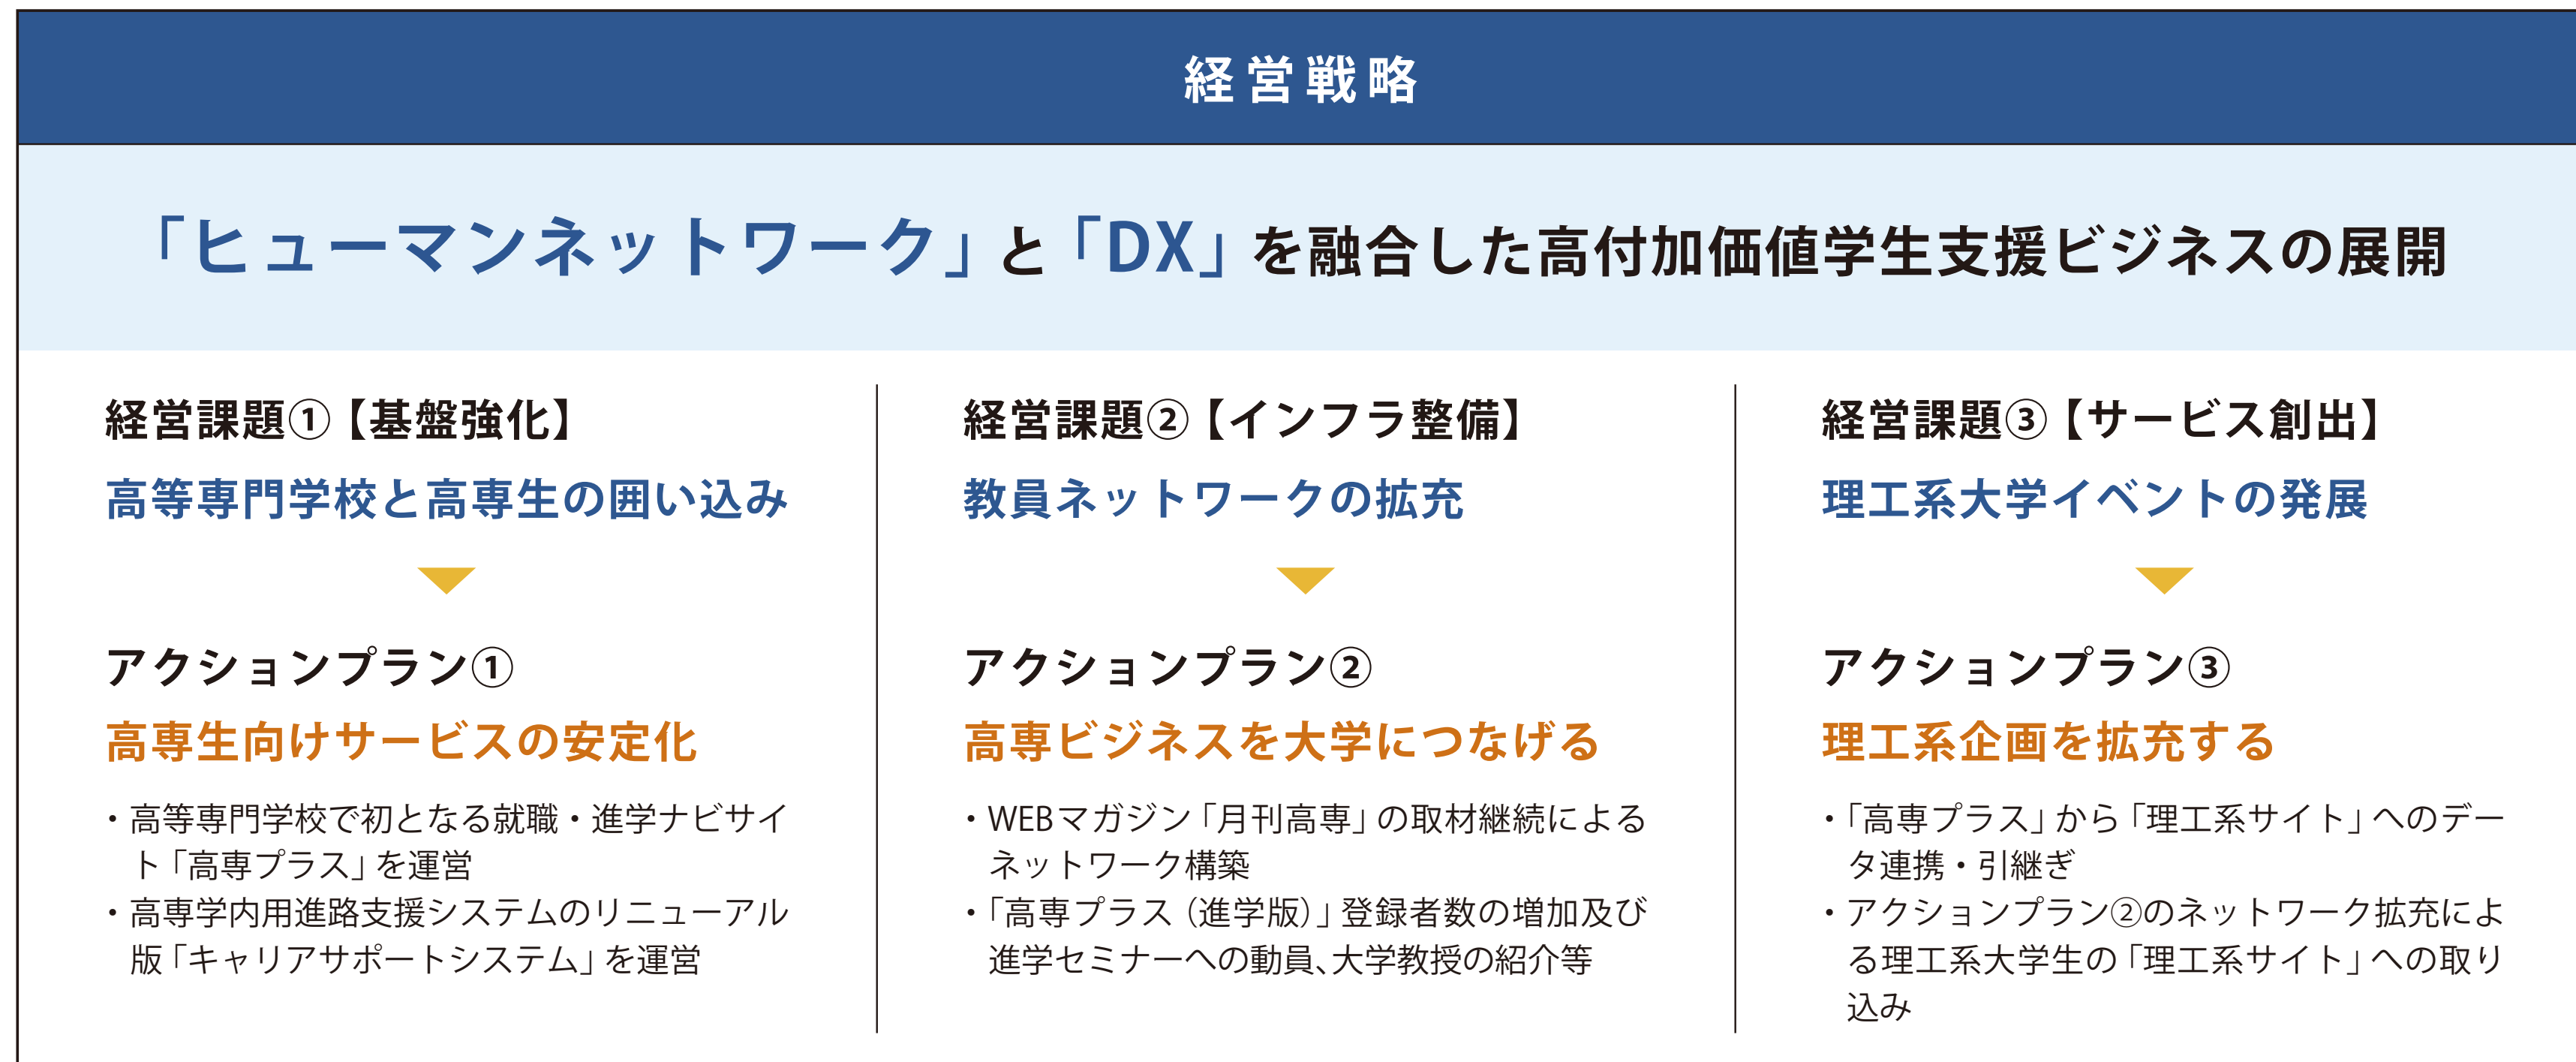 経営戦略
「ヒューマンネットワーク」と「DX」を融合した高付加価値学生支援ビジネスの展開
経営課題①【基盤強化】
高等専門学校と高専生の囲い込み
アクションプラン①
高専生向けサービスの安定化
・高等専門学校で初となる就職・進学ナビサイ
ト「高専プラス」を運営
・高専学内用進路支援システムのリニューアル
版「キャリアサポートシステム」を運営
経営課題②【インフラ整備】
教員ネットワークの拡充
アクションプラン②
高専ビジネスを大学につなげる
・WEBマガジン「月刊高専」の取材継続による
ネットワーク構築
・「高専プラス（進学版）」登録者数の増加及び
進学セミナーへの動員、大学教授の紹介等
経営課題③【サービス創出】
理工系大学イベントの発展
アクションプラン③
理工系企画を拡充する
・「高専プラス」から「理工系サイト」へのデー
タ連携・引継ぎ
・アクションプラン②のネットワーク拡充によ
る理工系大学生の「理工系サイト」への取り
込み